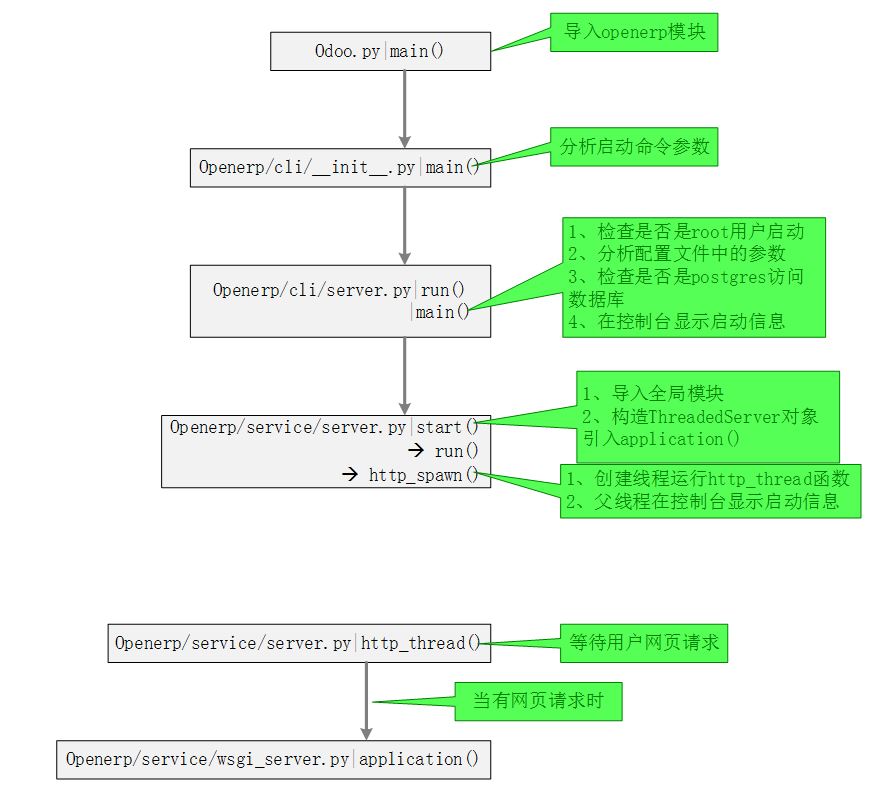 Odoo.py|main()
导入openerp模块
Openerp/cli/__init__.py|main()
分析启动命令参数
Openerp/cli/server.py|run()
|main()
1、检查是否是root用户启动
2、分析配置文件中的参数
3、检查是否是postgres访问
数据库
4、在控制台显示启动信息
Openerp/service/server.py|start()
→ run()
→ http_spawn()
1、导入全局模块
2、构造ThreadedServer对象
引入application()
1、创建线程运行http_thread函数
2、父线程在控制台显示启动信息
Openerp/service/server.py|http_thread()
等待用户网页请求
当有网页请求时
Openerp/service/wsgi_server.py|application()